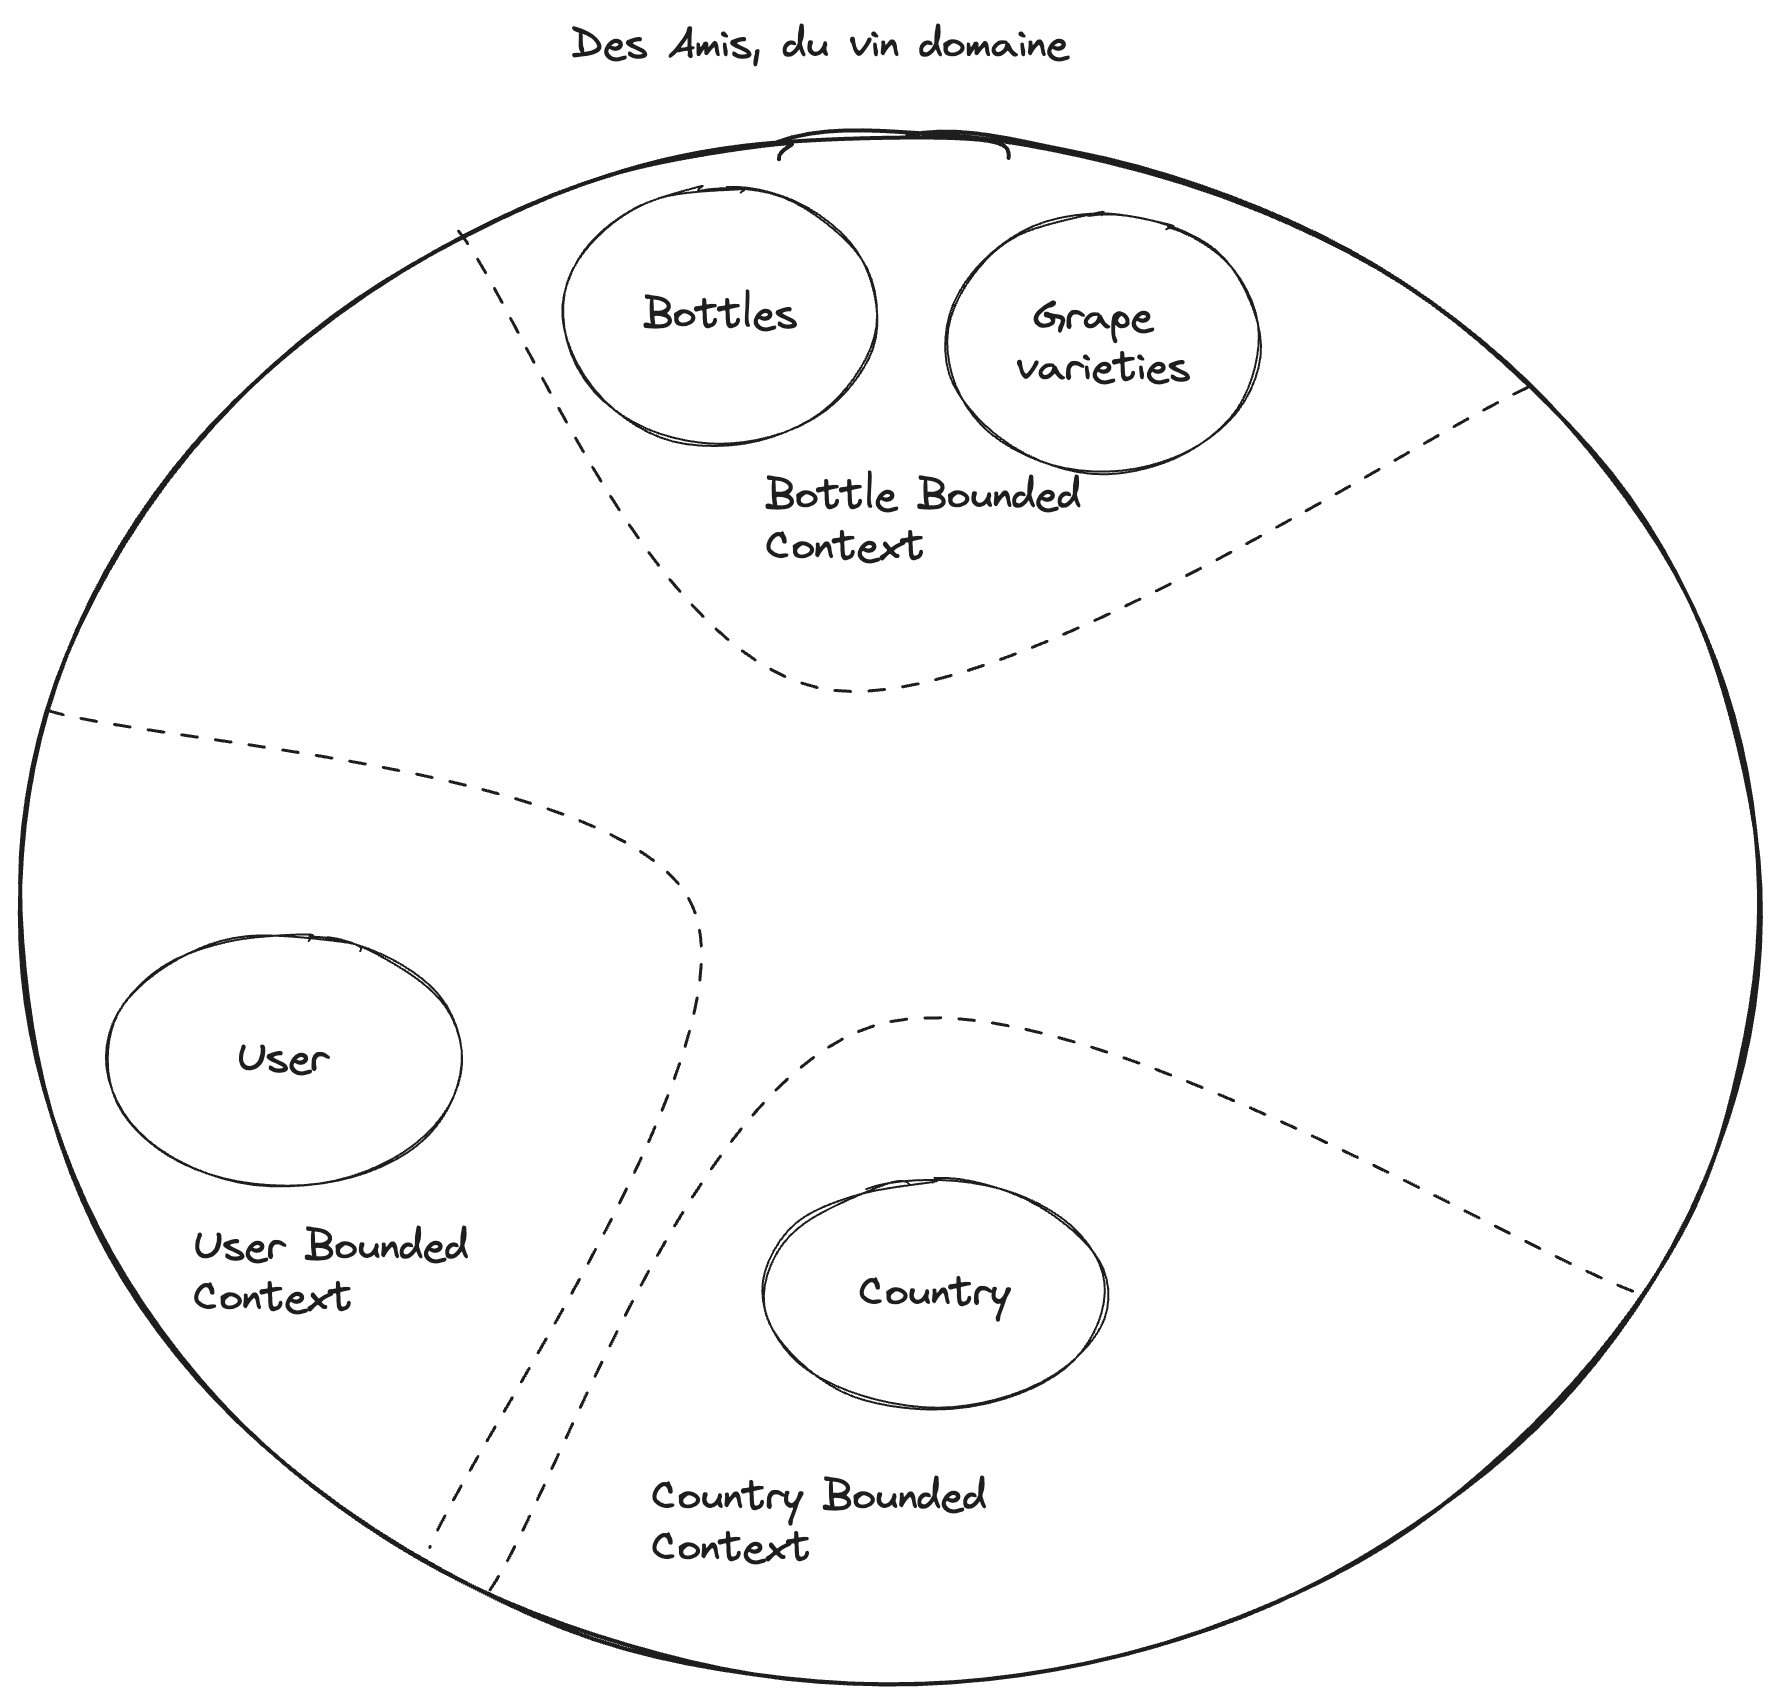 Des Amis, du vin domaine
Bottles
Grape
varieties
Bottle Bounded
Context
User
User Bounded
Context
Country
Country Bounded
Context